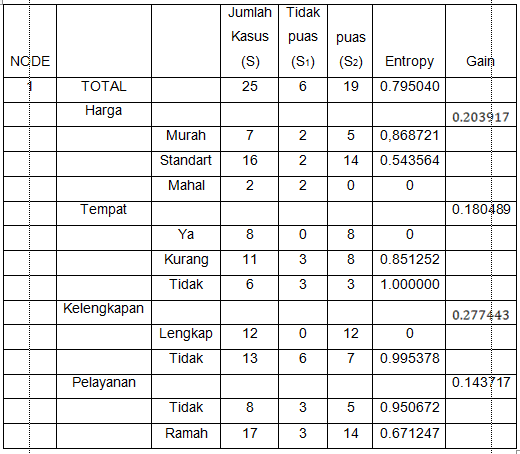 NODE Jumlah Kasus (S) Tidak puas (S1) puas (S2) Entropy Gain
1 TOTAL 25 6 19 0.795040
Harga 0.203917
Murah 7 2 5 0,868721
Standart 16 2 14 0.543564
Mahal 2 2 0 0
Tempat 0.180489
Ya 8 0 8 0
Kurang 11 3 8 0.851252
Tidak 6 3 3 1.000000
Kelengkapan 0.277443
Lengkap 12 0 12 0
Tidak 13 6 7 0.995378
Pelayanan 0.143717
Tidak 8 3 5 0.950672
Ramah 17 3 14 0.671247